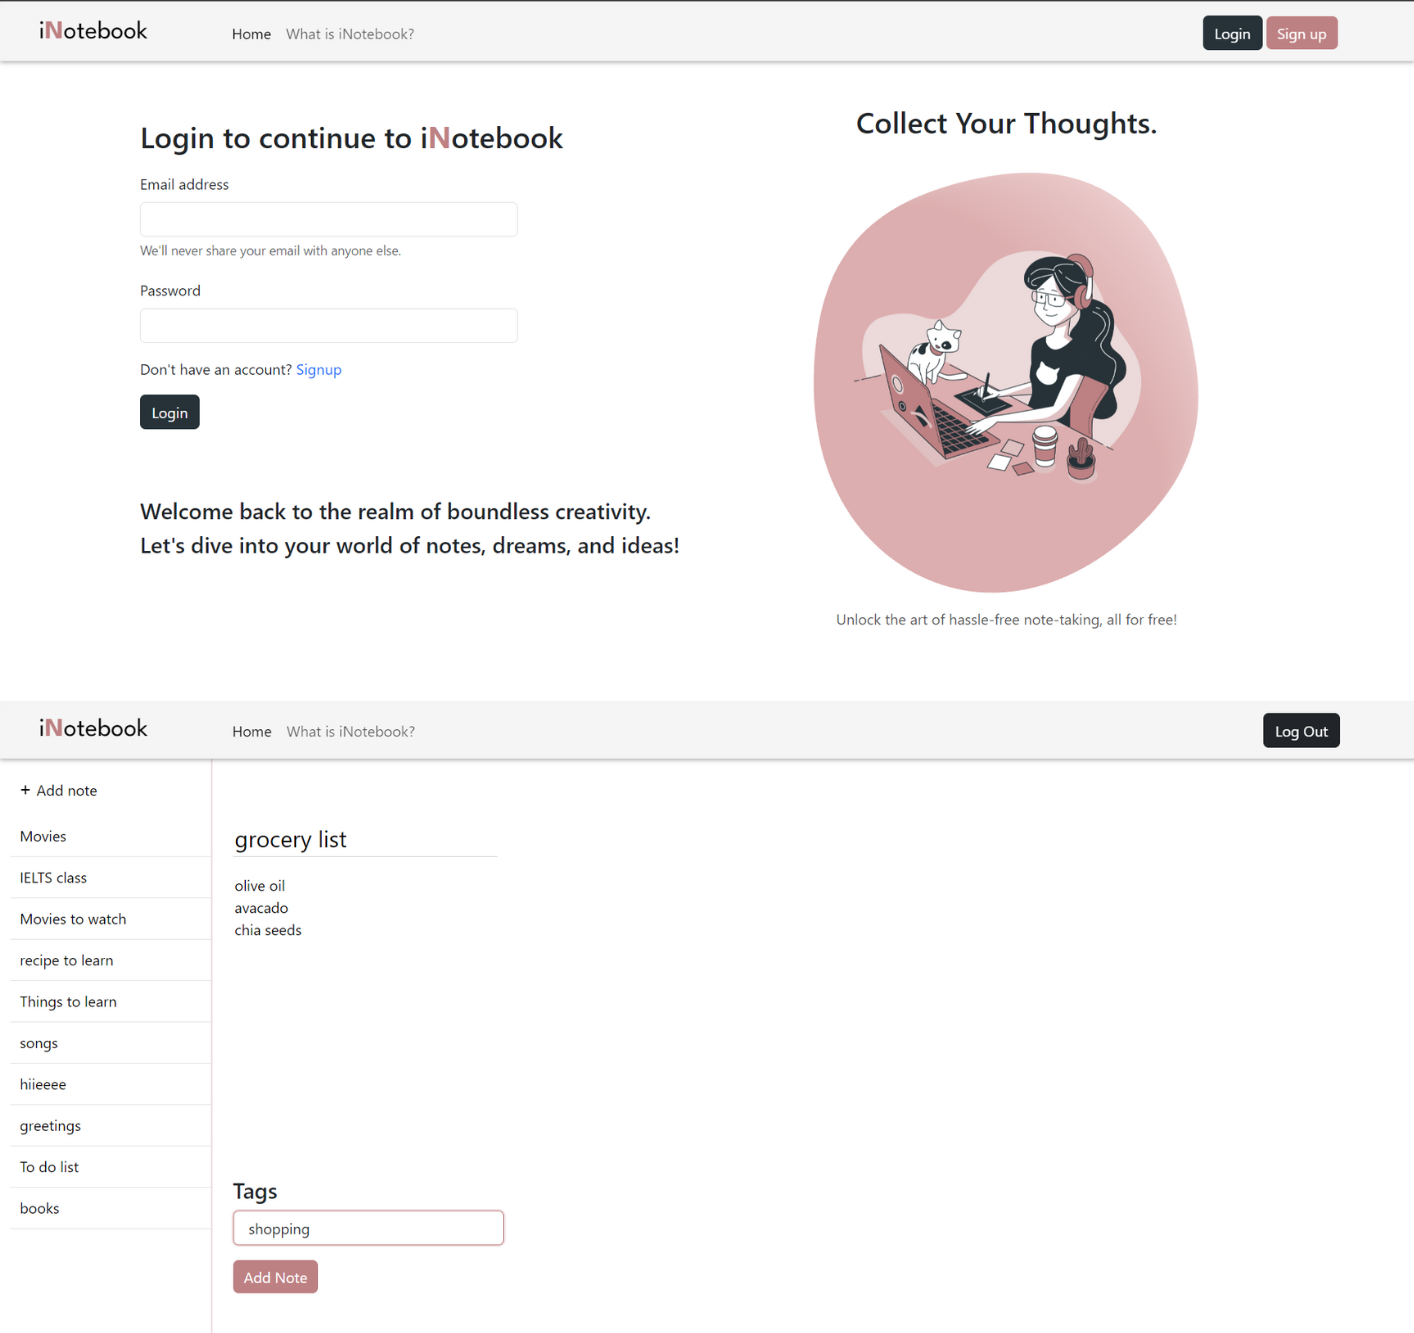 iNotebook Home What is iNotebook? Login Sign up
Login to continue to iNotebook
Email address
We'll never share your email with anyone else.
Password
Don't have an account? Signup
Login
Welcome back to the realm of boundless creativity.
Let's dive into your world of notes, dreams, and ideas!
Collect Your Thoughts.
Unlock the art of hassle-free note-taking, all for free!
iNotebook Home What is iNotebook? Log Out
+ Add note
Movies
IELTS class
Movies to watch
recipe to learn
Things to learn
songs
hiieeee
greetings
To do list
books
grocery list
olive oil
avacado
chia seeds
Tags
shopping
Add Note